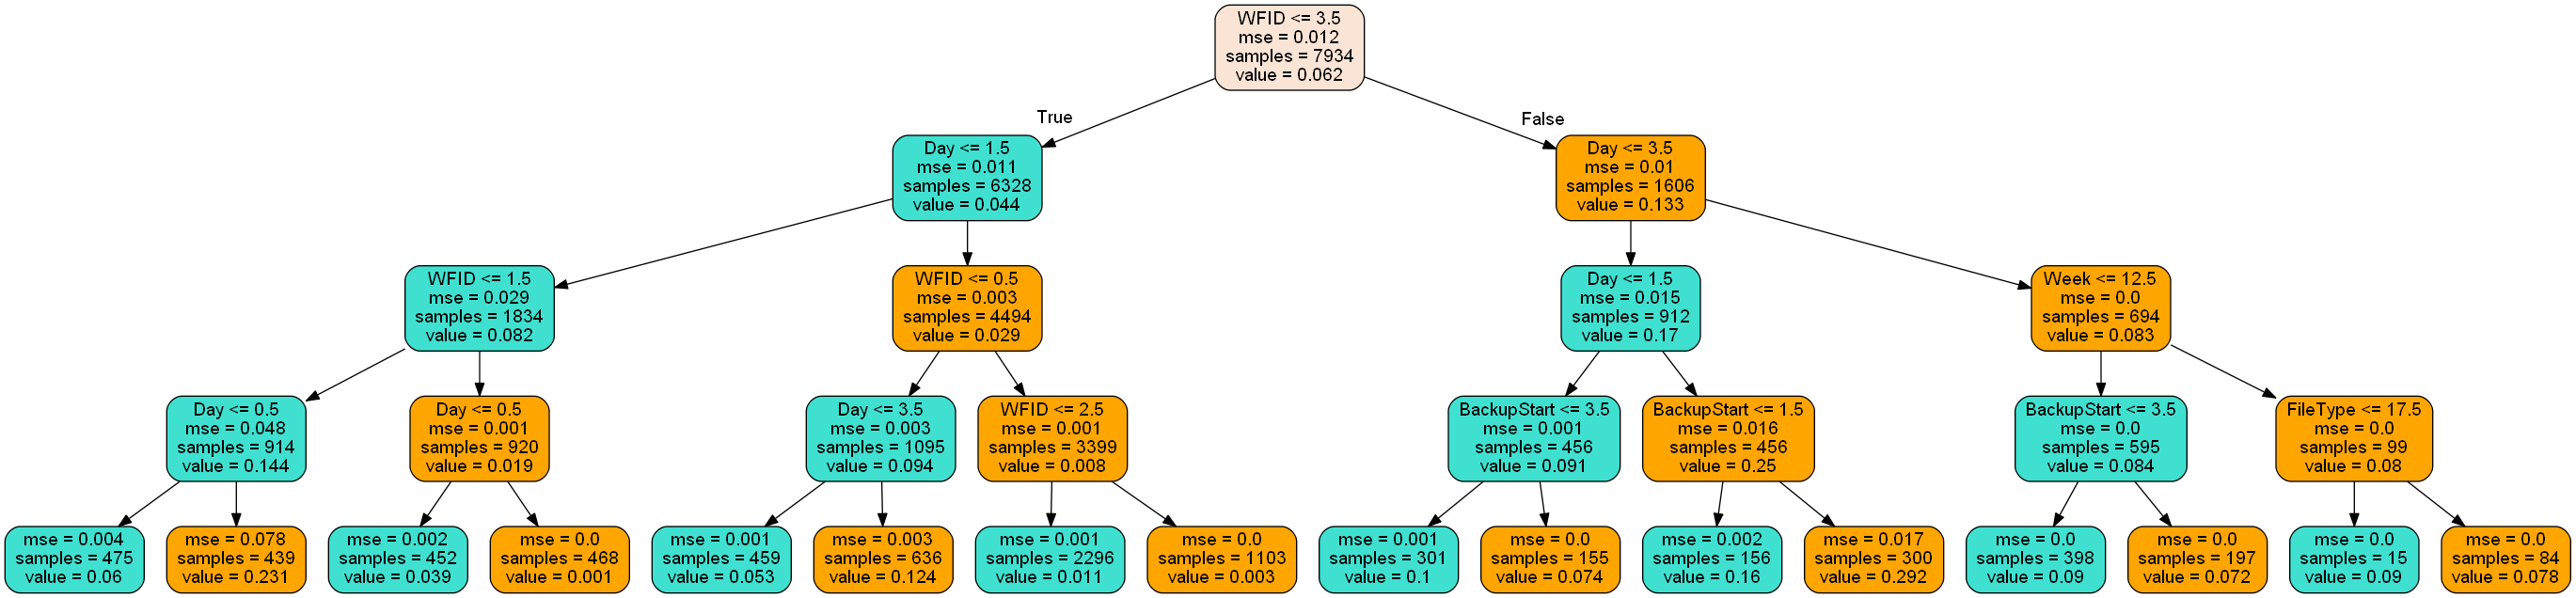 WFID <= 3.5
mse = 0.012
samples = 7934
value = 0.062
True
False
Day <= 1.5
mse = 0.011
samples = 6328
value = 0.044
Day <= 3.5
mse = 0.01
samples = 1606
value = 0.133
WFID <= 1.5
mse = 0.029
samples = 1834
value = 0.082
WFID <= 0.5
mse = 0.003
samples = 4494
value = 0.029
Day <= 1.5
mse = 0.015
samples = 912
value = 0.17
Week <= 12.5
mse = 0.0
samples = 694
value = 0.083
Day <= 0.5
mse = 0.048
samples = 914
value = 0.144
Day <= 0.5
mse = 0.001
samples = 920
value = 0.019
Day <= 3.5
mse = 0.003
samples = 1095
value = 0.094
WFID <= 2.5
mse = 0.001
samples = 3399
value = 0.008
BackupStart <= 3.5
mse = 0.001
samples = 456
value = 0.091
BackupStart <= 1.5
mse = 0.016
samples = 456
value = 0.25
BackupStart <= 3.5
mse = 0.0
samples = 595
value = 0.084
FileType <= 17.5
mse = 0.0
samples = 99
value = 0.08
mse = 0.004
samples = 475
value = 0.06
mse = 0.078
samples = 439
value = 0.231
mse = 0.002
samples = 452
value = 0.039
mse = 0.0
samples = 468
value = 0.001
mse = 0.001
samples = 459
value = 0.053
mse = 0.003
samples = 636
value = 0.124
mse = 0.001
samples = 2296
value = 0.011
mse = 0.0
samples = 1103
value = 0.003
mse = 0.001
samples = 301
value = 0.1
mse = 0.0
samples = 155
value = 0.074
mse = 0.002
samples = 156
value = 0.16
mse = 0.017
samples = 300
value = 0.292
mse = 0.0
samples = 398
value = 0.09
mse = 0.0
samples = 197
value = 0.072
mse = 0.0
samples = 15
value = 0.09
mse = 0.0
samples = 84
value = 0.078